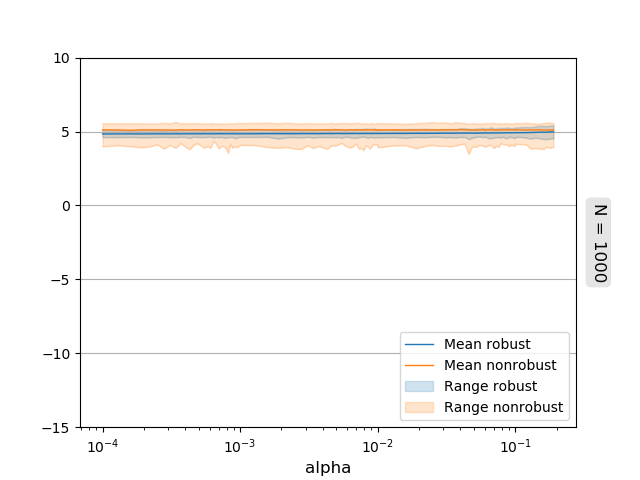 10
5
0
−5
−10
−15
10⁻⁴
10⁻³
10⁻²
10⁻¹
alpha
N = 1000
Mean robust
Mean nonrobust
Range robust
Range nonrobust